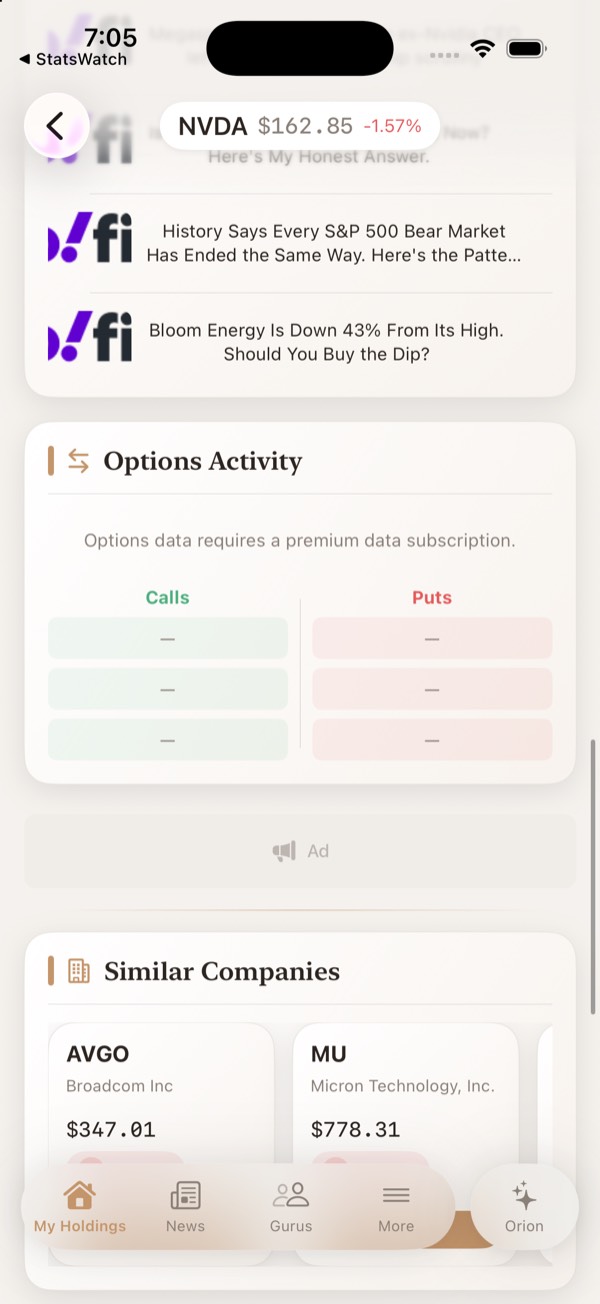 7:05
◀ StatsWatch
NVDA $162.85 -1.57%
Now?
Here's My Honest Answer.
!fi
History Says Every S&P 500 Bear Market
Has Ended the Same Way. Here's the Patte...
!fi
Bloom Energy Is Down 43% From Its High.
Should You Buy the Dip?
Options Activity
Options data requires a premium data subscription.
Calls
Puts
—
—
—
—
—
—
Ad
Similar Companies
AVGO
MU
Broadcom Inc
Micron Technology, Inc.
$347.01
$778.31
My Holdings
News
Gurus
More
Orion